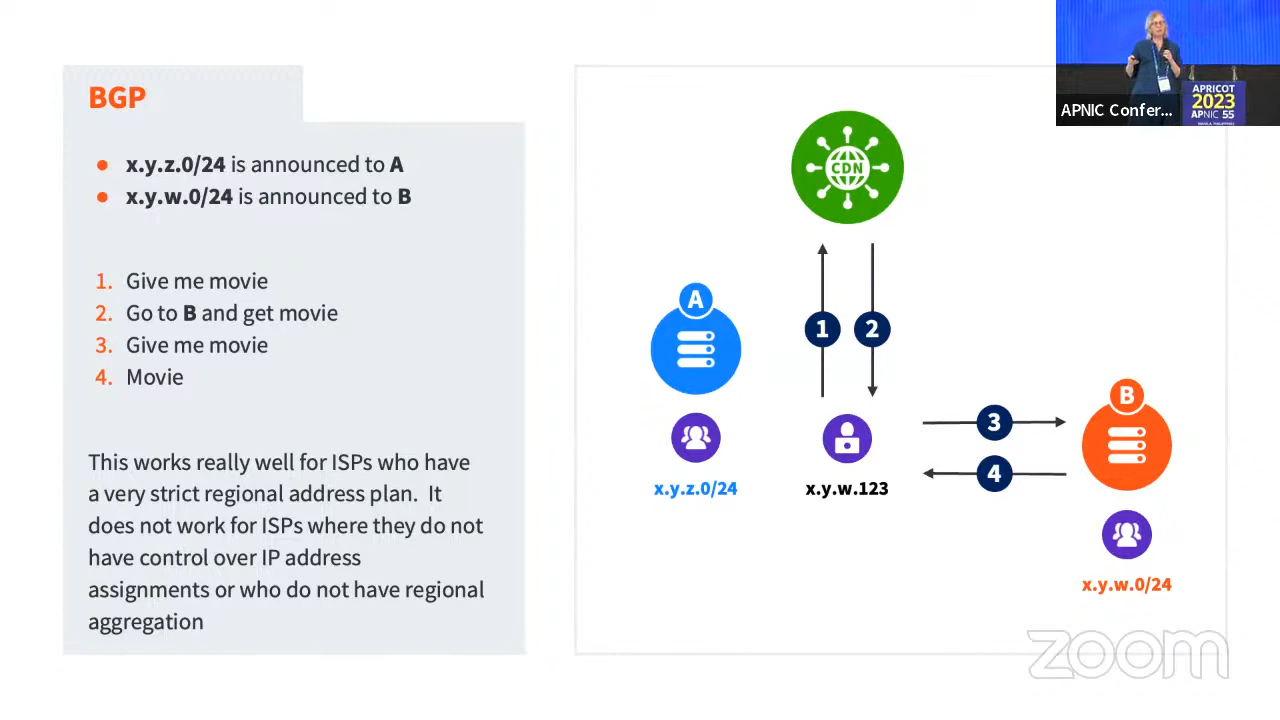 BGP
x.y.z.0/24 is announced to A
x.y.w.0/24 is announced to B
1. Give me movie
2. Go to B and get movie
3. Give me movie
4. Movie
This works really well for ISPs who have
a very strict regional address plan. It
does not work for ISPs where they do not
have control over IP address
assignments or who do not have regional
aggregation
CDN
A
1
2
B
3
4
x.y.z.0/24
x.y.w.123
x.y.w.0/24
APRICOT
2023
APNIC 55
MANILA, PHILIPPINES
APNIC Confer...
zoom